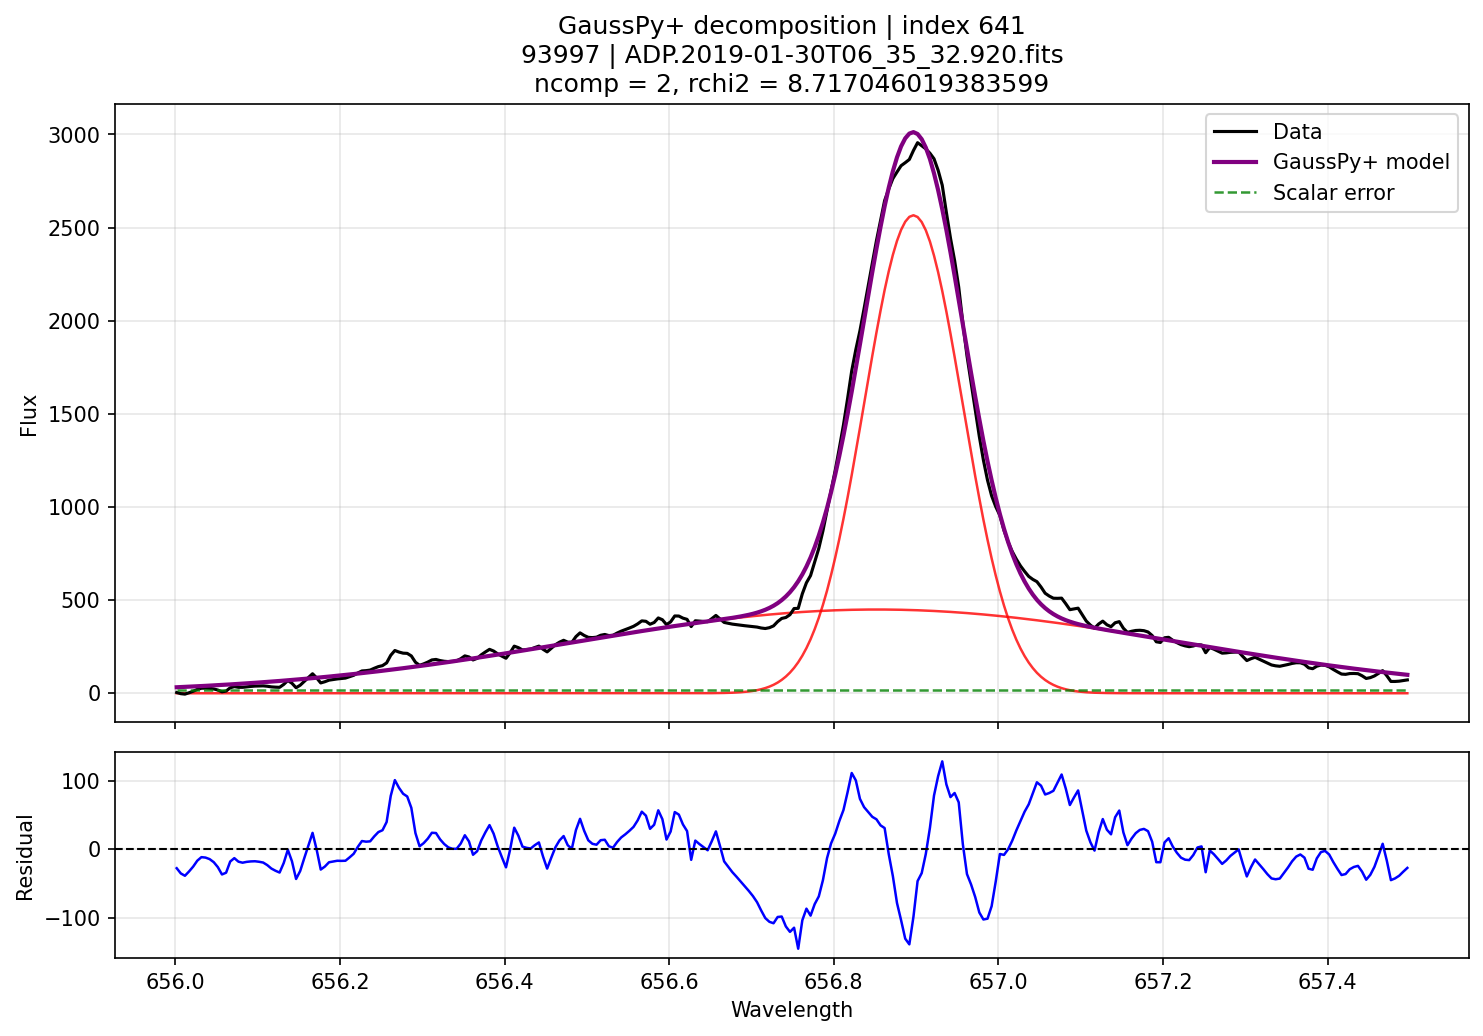 GaussPy+ decomposition | index 641
93997 | ADP.2019-01-30T06_35_32.920.fits
ncomp = 2, rchi2 = 8.717046019383599
Data
GaussPy+ model
Scalar error
Flux
3000
2500
2000
1500
1000
500
0
Residual
100
0
−100
656.0 656.2 656.4 656.6 656.8 657.0 657.2 657.4
Wavelength